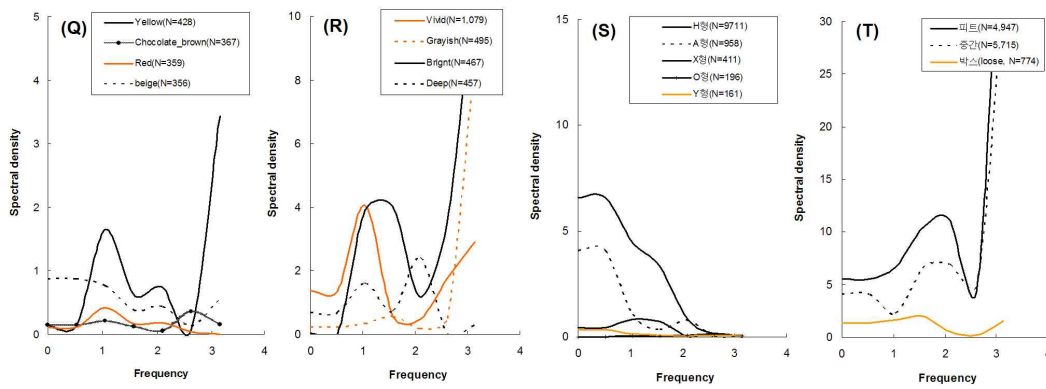 (Q)
Yellow(N=428)
Chocolate_brown(N=367)
Red(N=359)
beige(N=356)
5
4
3
2
1
0
0
1
2
3
4
Spectral density
Frequency
(R)
Vivid(N=1,079)
Grayish(N=495)
Brignt(N=467)
Deep(N=457)
10
8
6
4
2
0
0
1
2
3
4
Spectral density
Frequency
(S)
H형(N=9711)
A형(N=958)
X형(N=411)
O형(N=196)
Y형(N=161)
15
10
5
0
0
1
2
3
4
Spectral density
Frequency
(T)
피트(N=4,947)
중간(N=5,715)
박스(loose, N=774)
30
25
20
15
10
5
0
0
1
2
3
4
Spectral density
Frequency